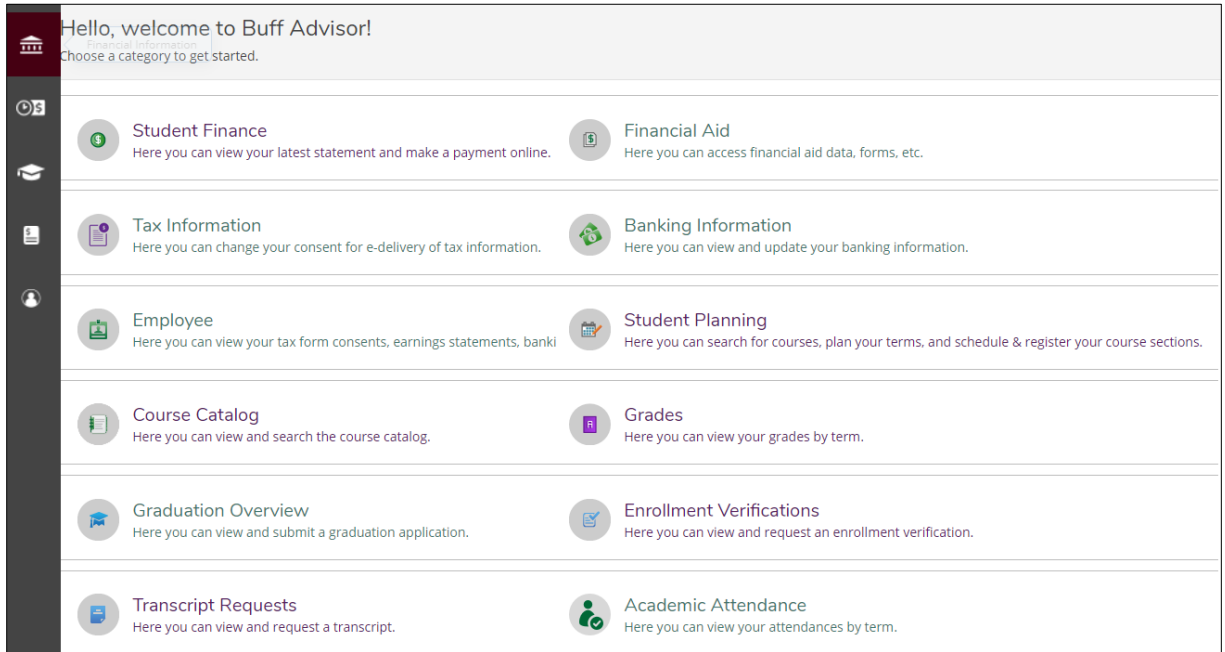 Hello, welcome to Buff Advisor!
Financial Information
Choose a category to get started.
Student Finance
Here you can view your latest statement and make a payment online.
Financial Aid
Here you can access financial aid data, forms, etc.
Tax Information
Here you can change your consent for e-delivery of tax information.
Banking Information
Here you can view and update your banking information.
Employee
Here you can view your tax form consents, earnings statements, banki
Student Planning
Here you can search for courses, plan your terms, and schedule & register your course sections.
Course Catalog
Here you can view and search the course catalog.
Grades
Here you can view your grades by term.
Graduation Overview
Here you can view and submit a graduation application.
Enrollment Verifications
Here you can view and request an enrollment verification.
Transcript Requests
Here you can view and request a transcript.
Academic Attendance
Here you can view your attendances by term.